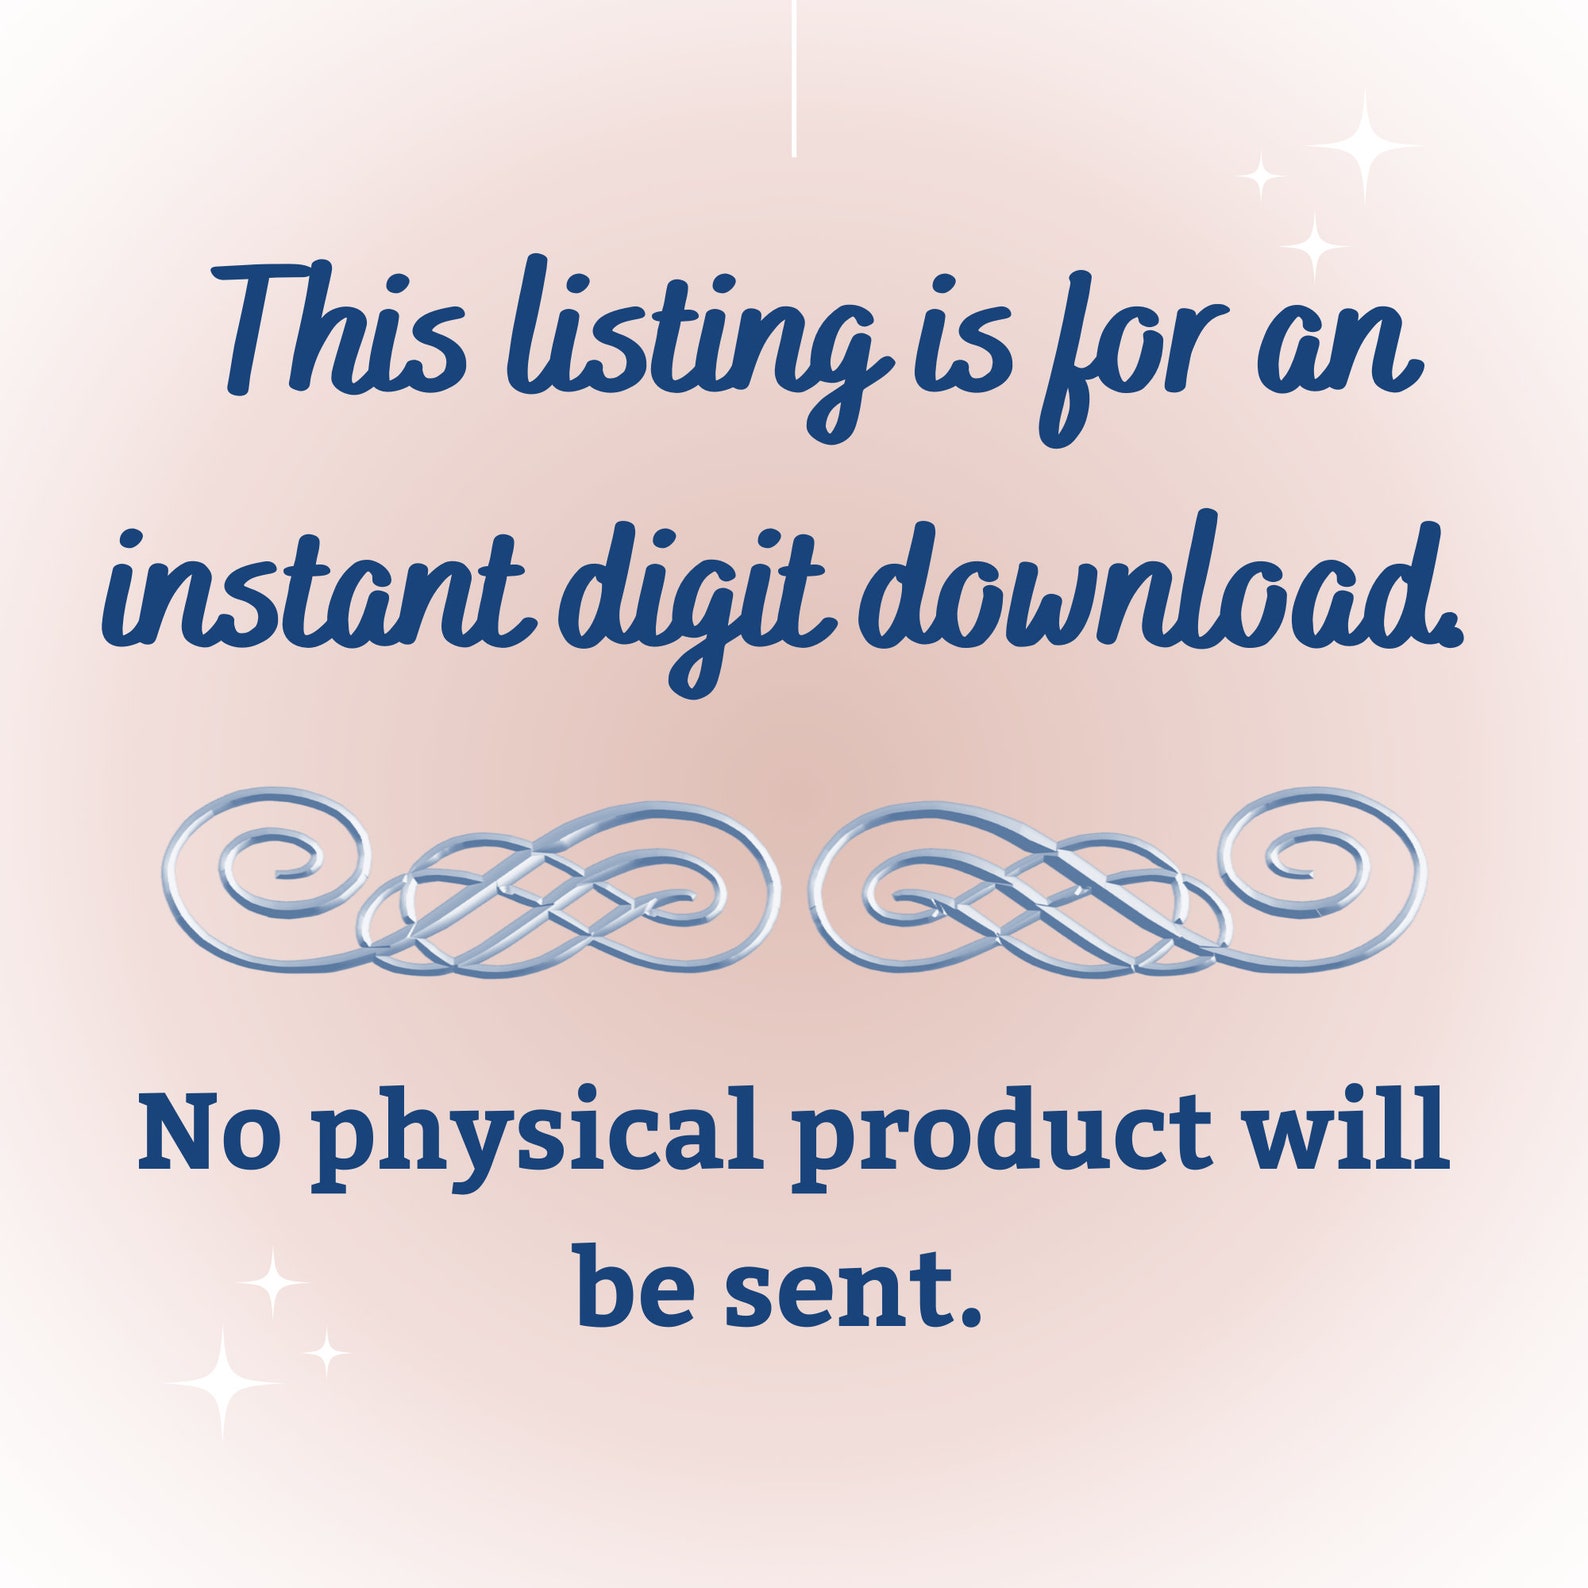 This listing is for an
instant digit download.
No physical product will
be sent.